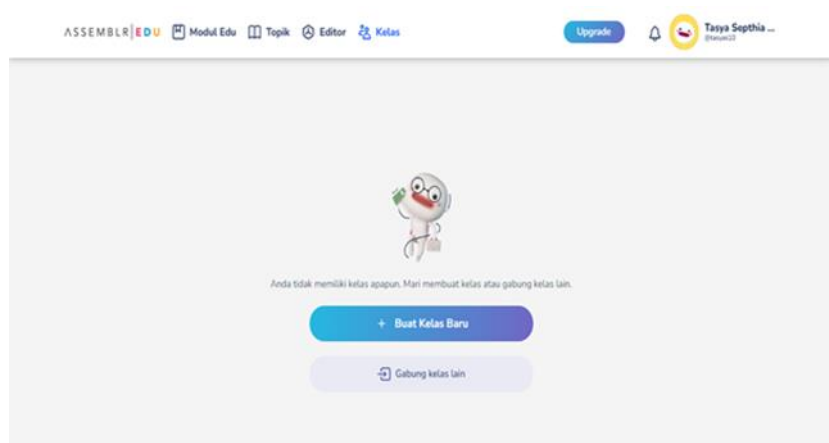 ASSEMBLR EDU Modul Edu Topik Editor Kelas Upgrade Tasya Septhia ...
Anda tidak memiliki kelas apapun. Mari membuat kelas atau gabung kelas lain.
+ Buat Kelas Baru
Gabung kelas lain